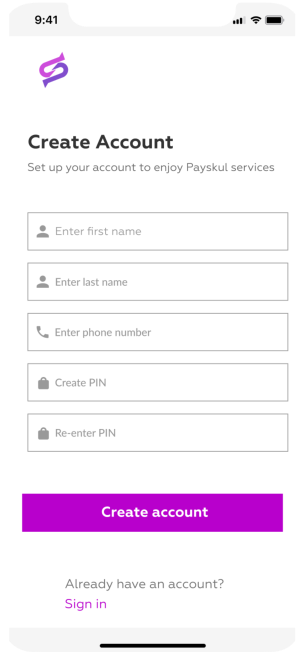 9:41
Create Account
Set up your account to enjoy Payskul services
Enter first name
Enter last name
Enter phone number
Create PIN
Re-enter PIN
Create account
Already have an account?
Sign in